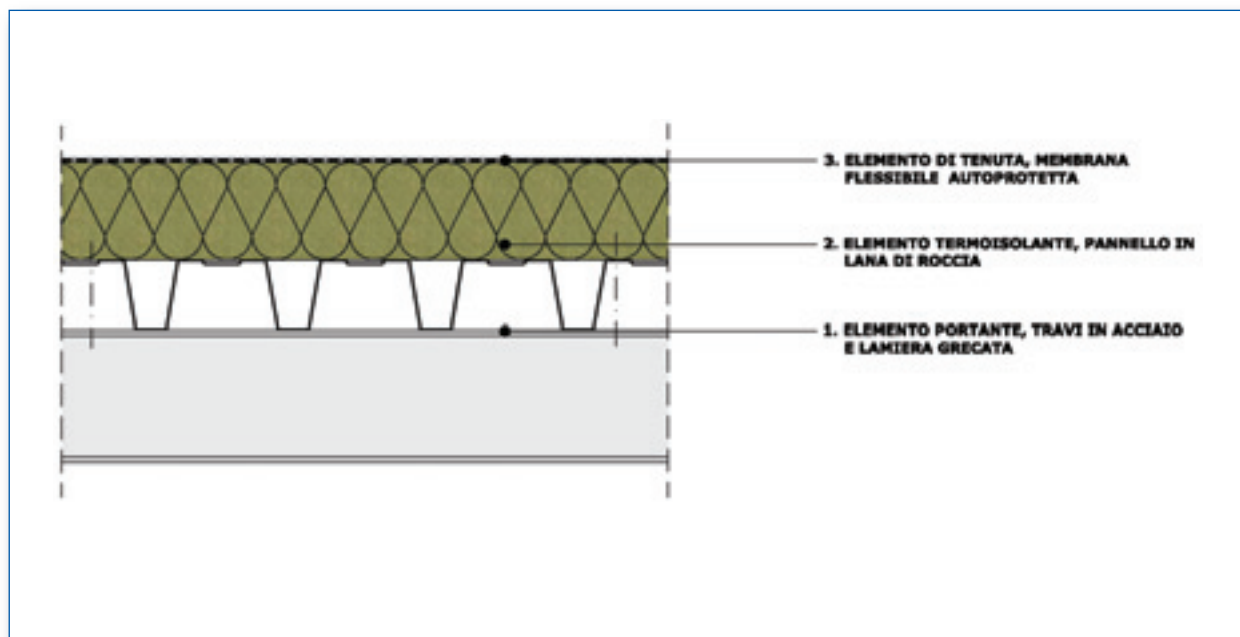 3. ELEMENTO DI TENUTA, MEMBRANA
FLESSIBILE AUTOPROTETTA
2. ELEMENTO TERMOISOLANTE, PANNELLO IN
LANA DI ROCCIA
1. ELEMENTO PORTANTE, TRAVI IN ACCIAIO
E LAMIERA GRECATA